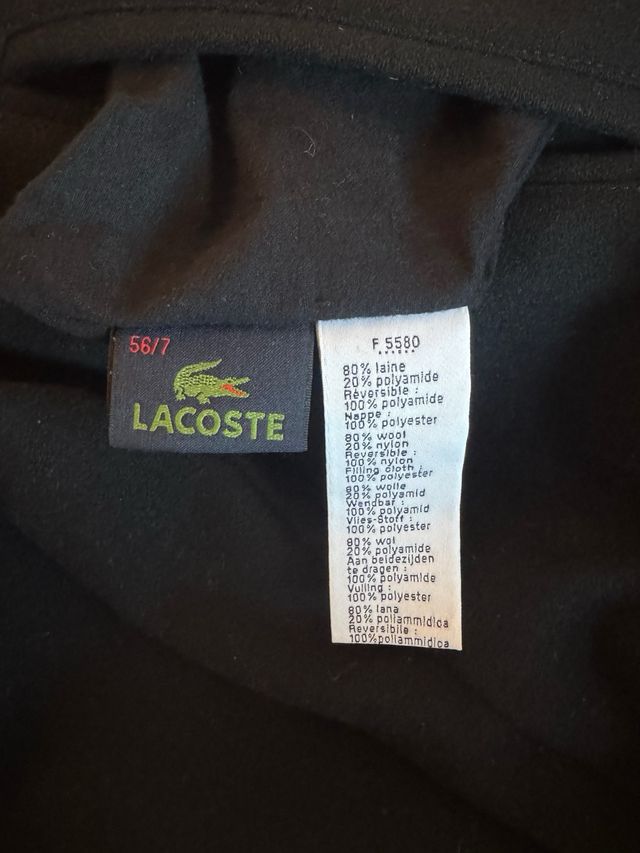 56/7
LACOSTE
F 5580
80% laine
20% polyamide
Réversible :
100% polyamide
Nappe :
100% polyester
80% wool
20% nylon
Reversible :
100% nylon
Filling cloth :
100% polyester
80% wolle
20% polyamid
Wendbar :
100% polyamid
Vlies-Stoff :
100% polyester
80% wol
20% polyamide
Aan beidezijden
te dragen :
100% polyamide
Vulling :
100% polyester
80% lana
20% poliammidica
Reversibile :
100%poliammidica